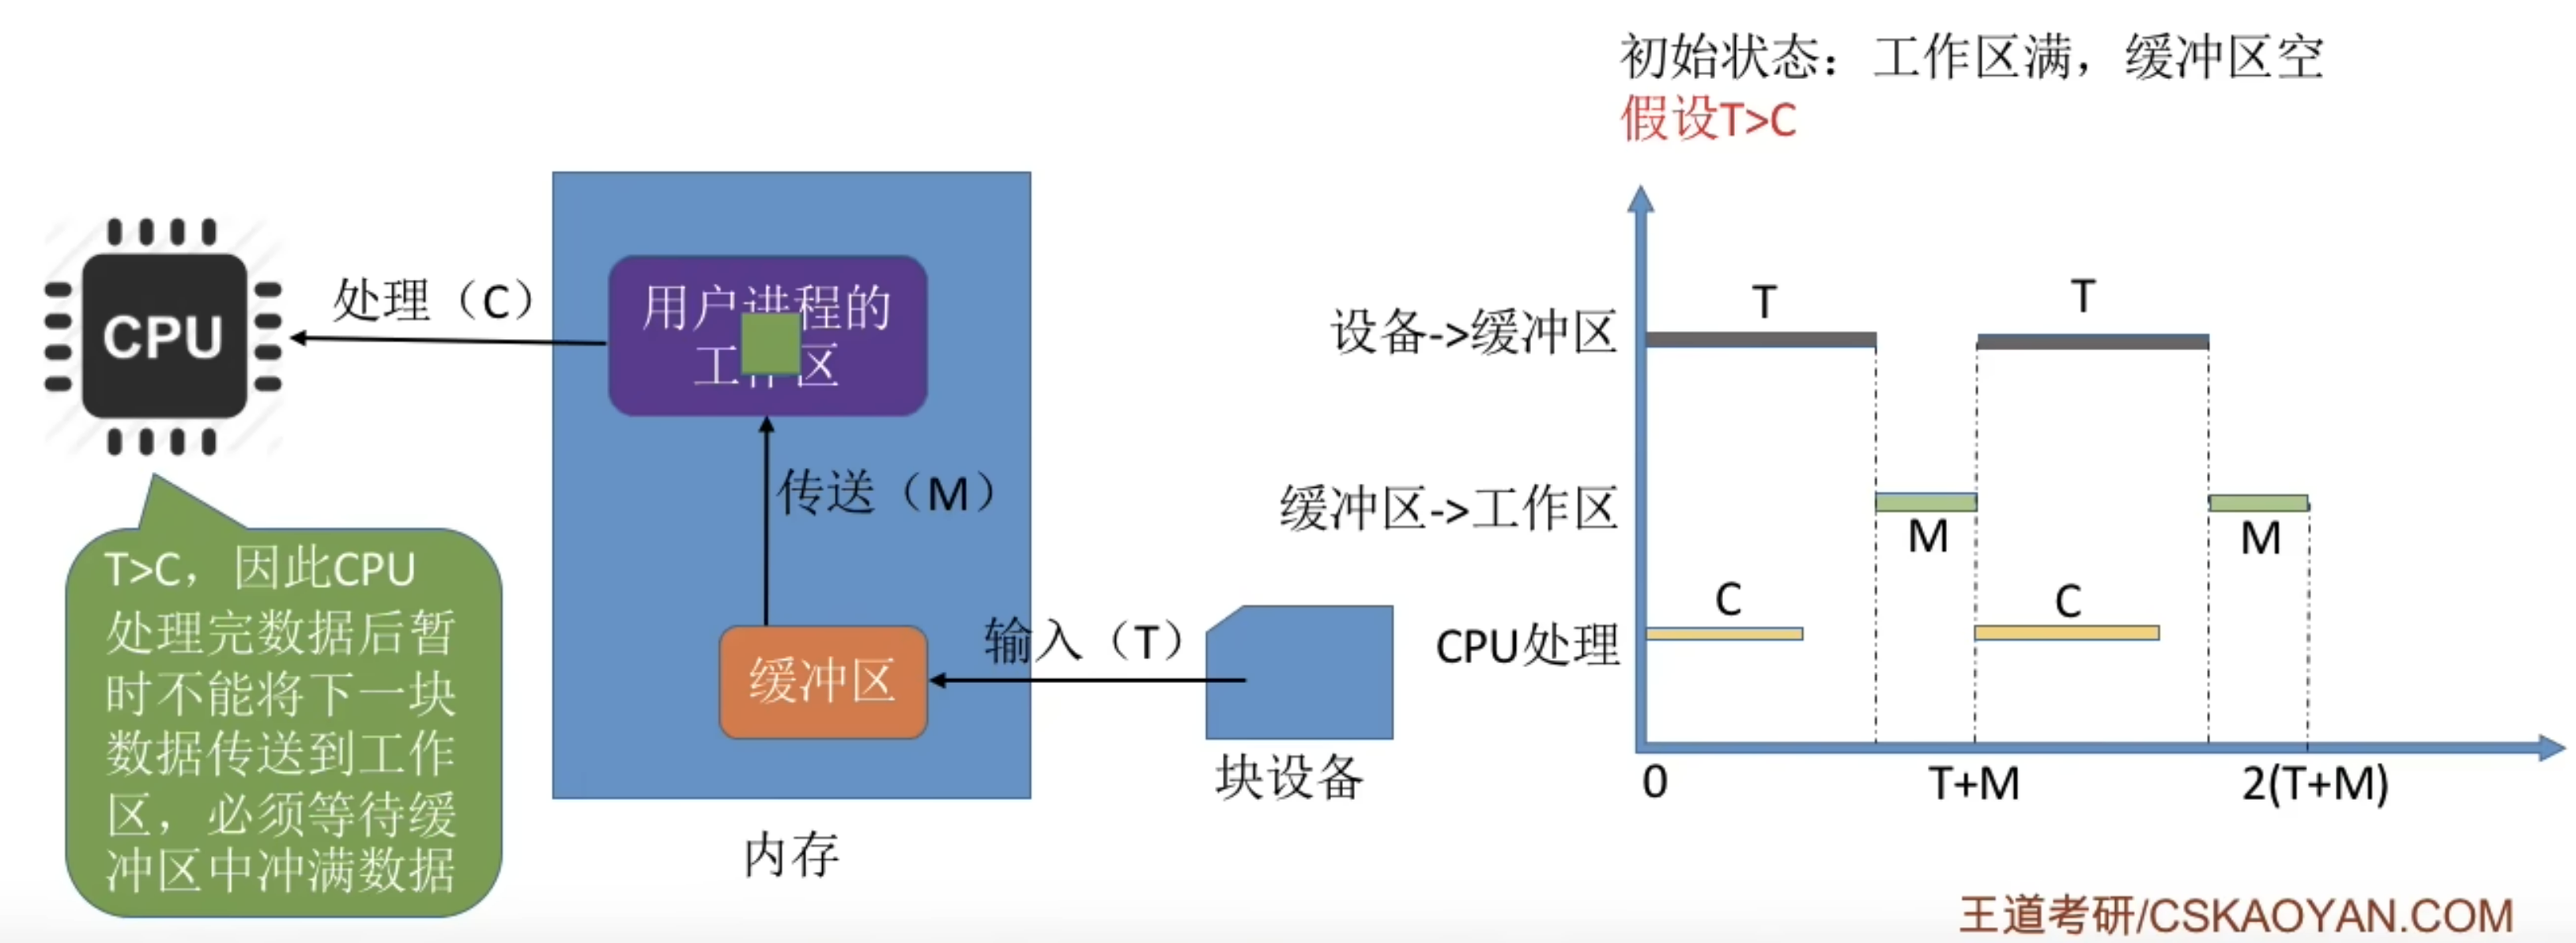 初始状态：工作区满，缓冲区空
假设T>C
CPU
处理（C）
用户进程的
工作区
传送（M）
缓冲区
输入（T）
块设备
内存
T>C，因此CPU
处理完数据后暂
时不能将下一块
数据传送到工作
区，必须等待缓
冲区中冲满数据
设备->缓冲区
T
T
缓冲区->工作区
M
M
CPU处理
C
C
0
T+M
2(T+M)
王道考研/CSKAOYAN.COM